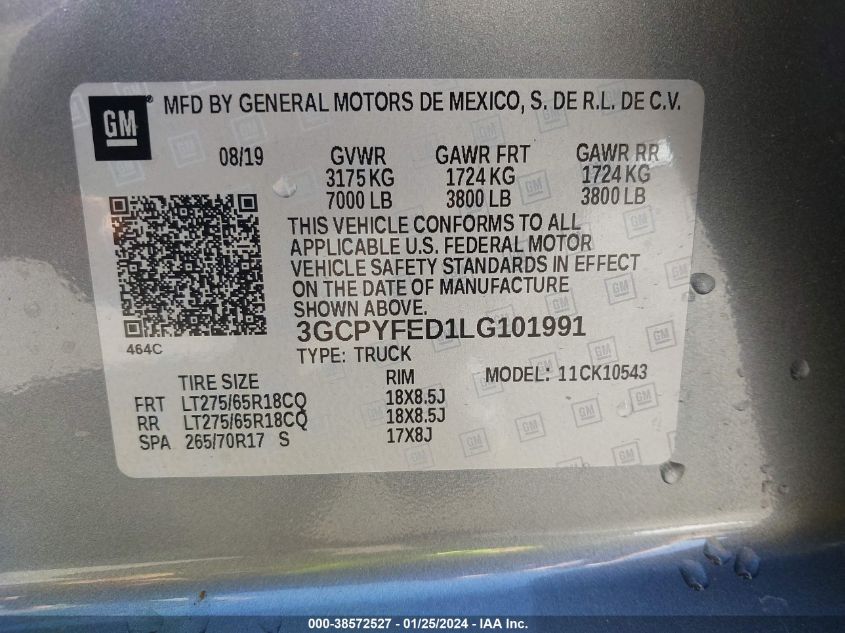 GM ® MFD BY GENERAL MOTORS DE MEXICO, S. DE R.L. DE C.V.
08/19 GVWR GAWR FRT GAWR RR
3175 KG 1724 KG 1724 KG
7000 LB 3800 LB 3800 LB
THIS VEHICLE CONFORMS TO ALL
APPLICABLE U.S. FEDERAL MOTOR
VEHICLE SAFETY STANDARDS IN EFFECT
ON THE DATE OF MANUFACTURE
SHOWN ABOVE.
3GCPYFED1LG101991
464C TYPE: TRUCK
TIRE SIZE RIM MODEL: 11CK10543
FRT LT275/65R18CQ 18X8.5J
RR LT275/65R18CQ 18X8.5J
SPA 265/70R17 S 17X8J
000-38572527 - 01/25/2024 - IAA Inc.